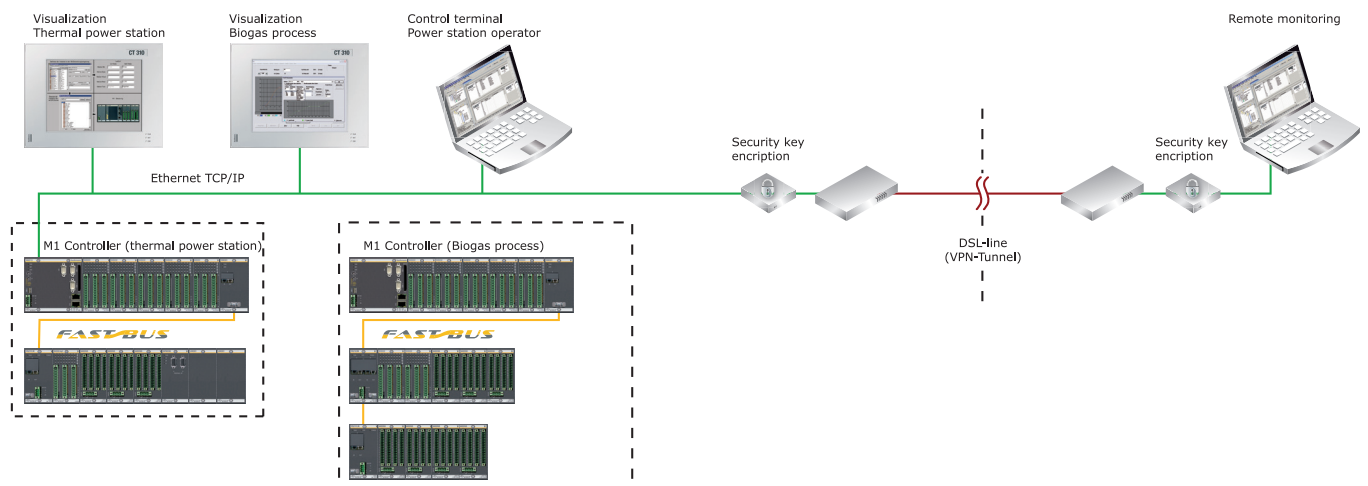 Visualization
Thermal power station
Visualization
Biogas process
Control terminal
Power station operator
Remote monitoring
CT 310
CT 310
Security key
encription
Security key
encription
Ethernet TCP/IP
DSL-line
(VPN-Tunnel)
M1 Controller (thermal power station)
M1 Controller (Biogas process)
FASTBUS
FASTBUS